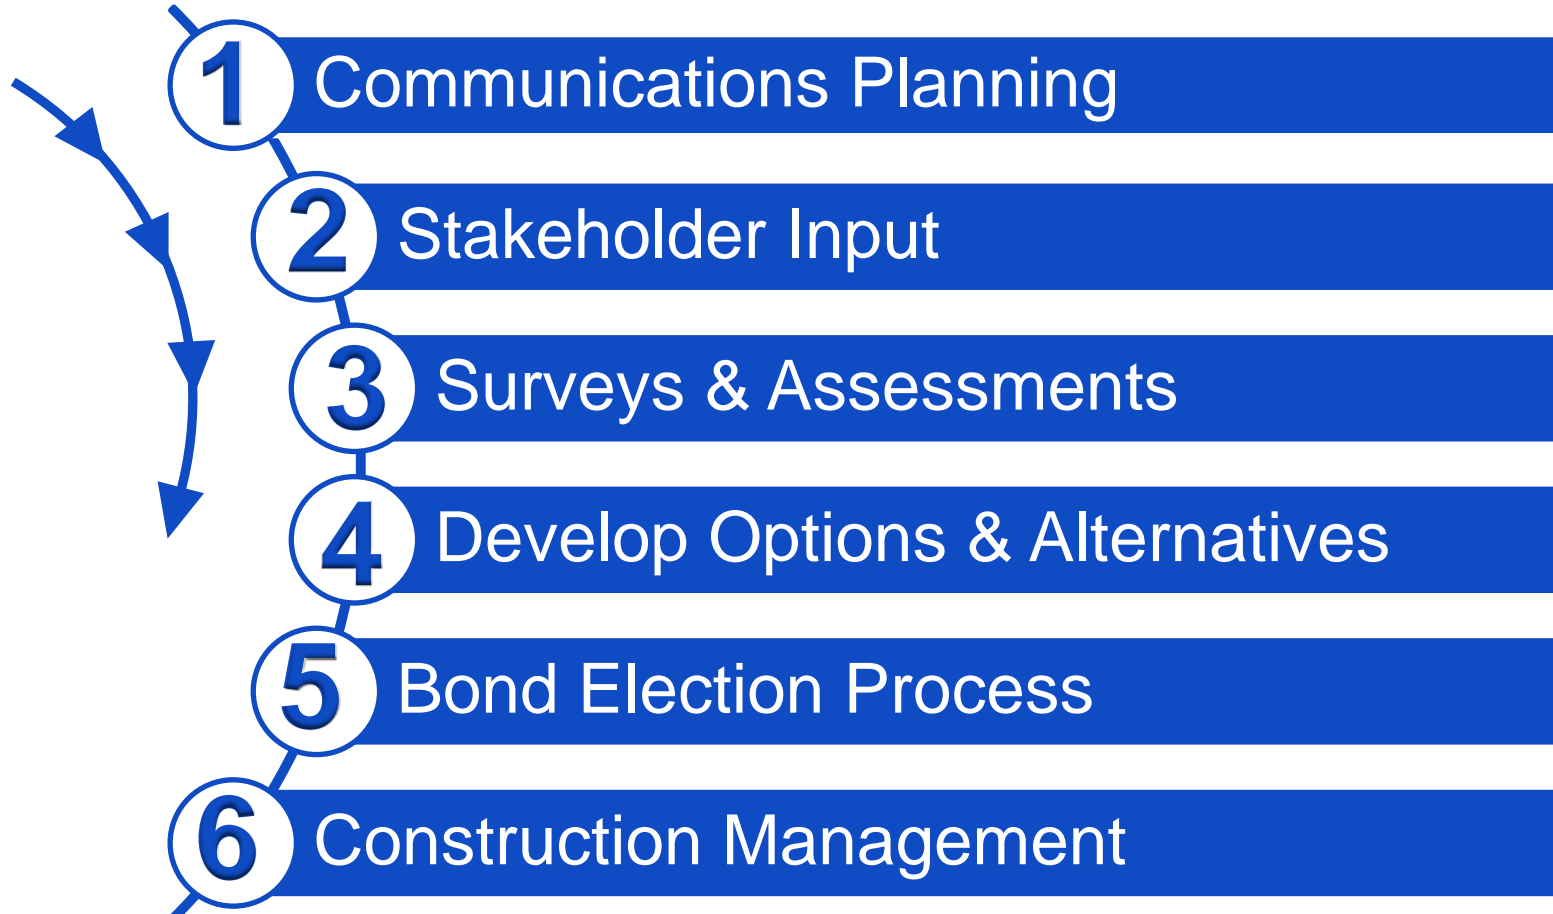 1 Communications Planning
2 Stakeholder Input
3 Surveys & Assessments
4 Develop Options & Alternatives
5 Bond Election Process
6 Construction Management